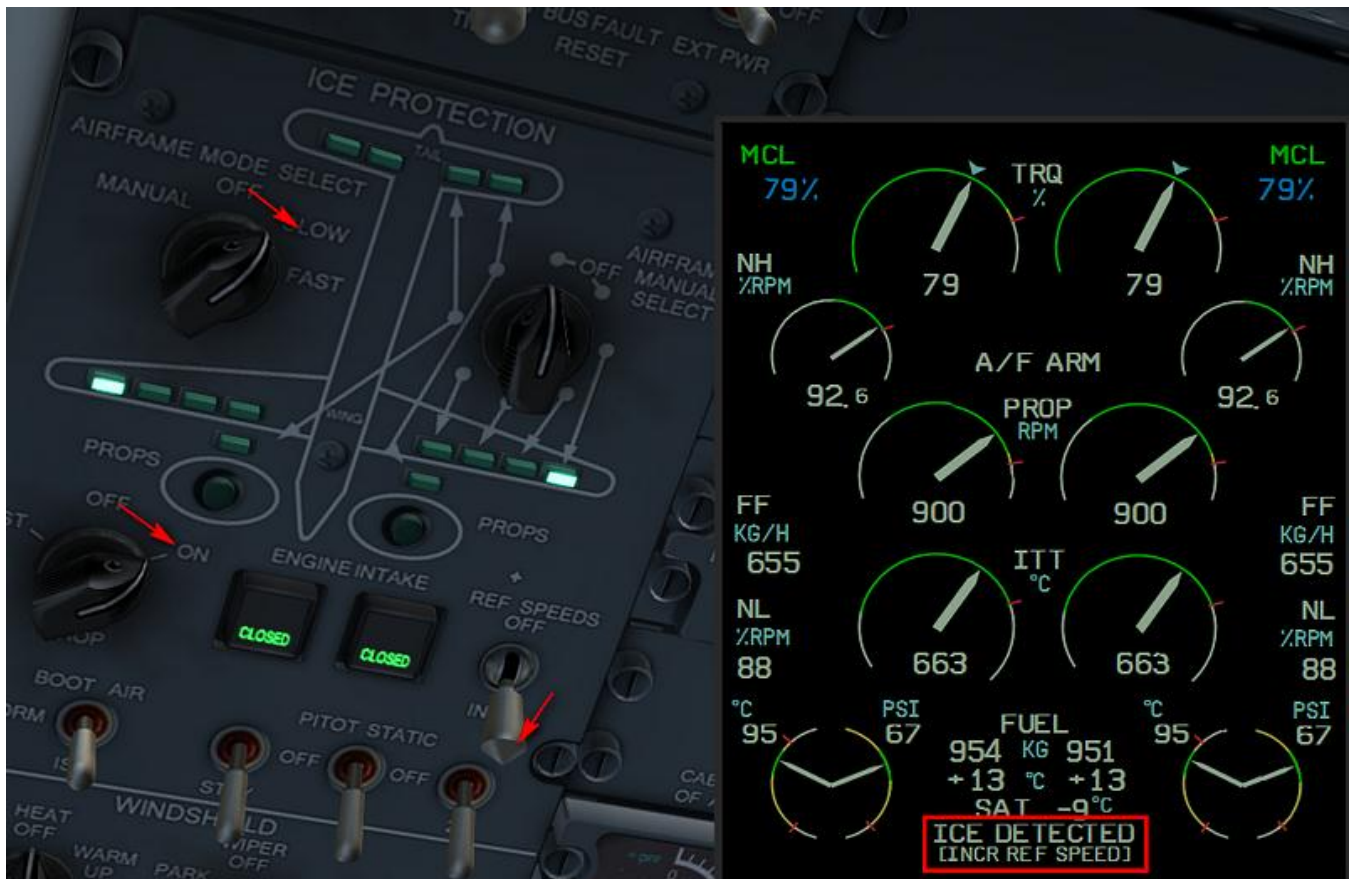 BUS FAULT
RESET
EXT PWR
OFF
ICE PROTECTION
AIRFRAME MODE SELECT
OFF
MANUAL
LOW
FAST
TAIL
OFF
MANUAL
SELECT
WING
PROPS
PROPS
OFF
ON
ENGINE INTAKE
CLOSED
CLOSED
+
REF SPEEDS
OFF
BOOT AIR
PITOT STATIC
OFF
OFF
WINDSHIELD
HEAT
OFF
WARM
UP
PARK
OFF
MCL
79%
TRQ
%
MCL
79%
79
79
NH
%RPM
NH
%RPM
92.6
92.6
A/F ARM
PROP
RPM
900
900
FF
KG/H
655
FF
KG/H
655
ITT
°C
663
663
NL
%RPM
88
NL
%RPM
88
°C
95
PSI
67
°C
95
PSI
67
FUEL
954 KG 951
+13 °C +13
SAT -9°C
ICE DETECTED
[INCR REF SPEED]